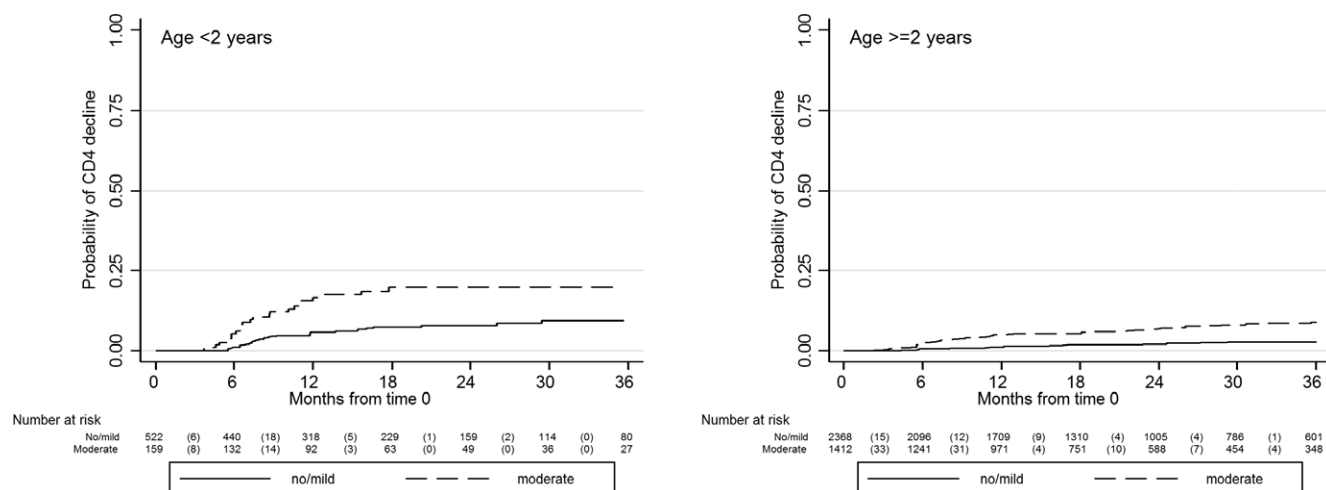 Age <2 years
Probability of CD4 decline
1.00
0.75
0.50
0.25
0.00
0 6 12 18 24 30 36
Months from time 0
Number at risk
No/mild 522 (6) 440 (18) 318 (5) 229 (1) 159 (2) 114 (0) 80
Moderate 159 (8) 132 (14) 92 (3) 63 (0) 49 (0) 36 (0) 27
no/mild moderate
Age >=2 years
Probability of CD4 decline
1.00
0.75
0.50
0.25
0.00
0 6 12 18 24 30 36
Months from time 0
Number at risk
No/mild 2368 (15) 2096 (12) 1709 (9) 1310 (4) 1005 (4) 786 (1) 601
Moderate 1412 (33) 1241 (31) 971 (4) 751 (10) 588 (7) 454 (4) 348
no/mild moderate